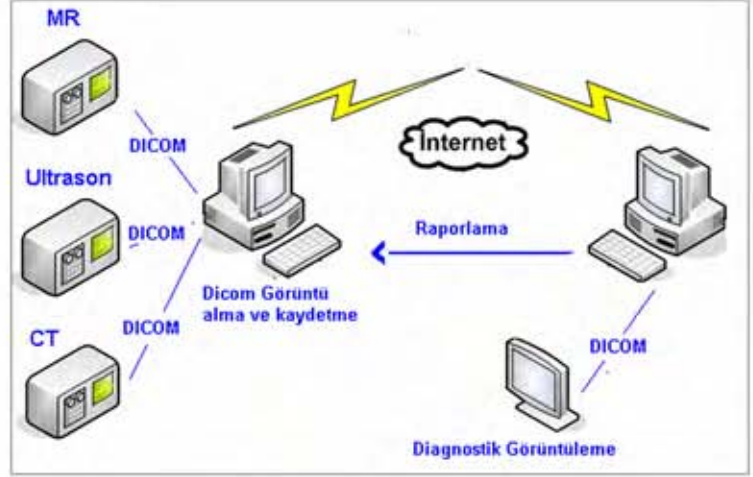 MR
DICOM
Internet
Ultrason
DICOM
Raporlama
Dicom Görüntü
alma ve kaydetme
DICOM
CT
DICOM
Diagnostik Görüntüleme